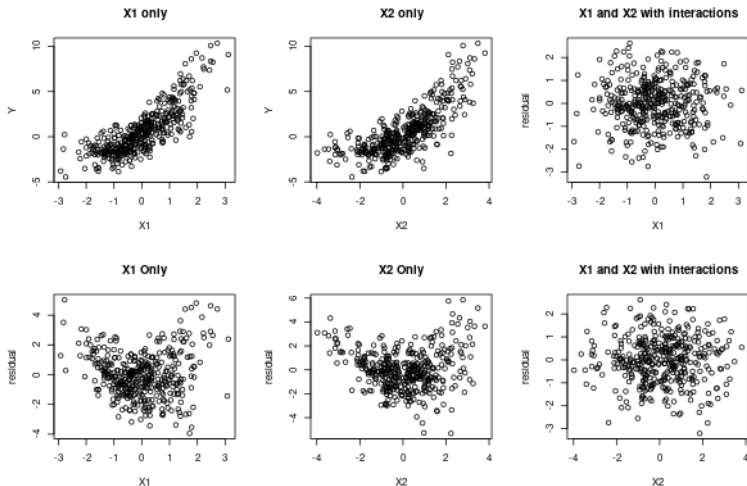 X1 only
10
5
0
-5
Y
-3 -2 -1 0 1 2 3
X1
X2 only
10
5
0
-5
Y
-4 -2 0 2 4
X2
X1 and X2 with interactions
2
1
0
-1
-2
-3
residual
-3 -2 -1 0 1 2 3
X1
X1 Only
4
2
0
-2
-4
residual
-3 -2 -1 0 1 2 3
X1
X2 Only
6
4
2
0
-2
-4
residual
-4 -2 0 2 4
X2
X1 and X2 with interactions
2
1
0
-1
-2
-3
residual
-4 -2 0 2 4
X2